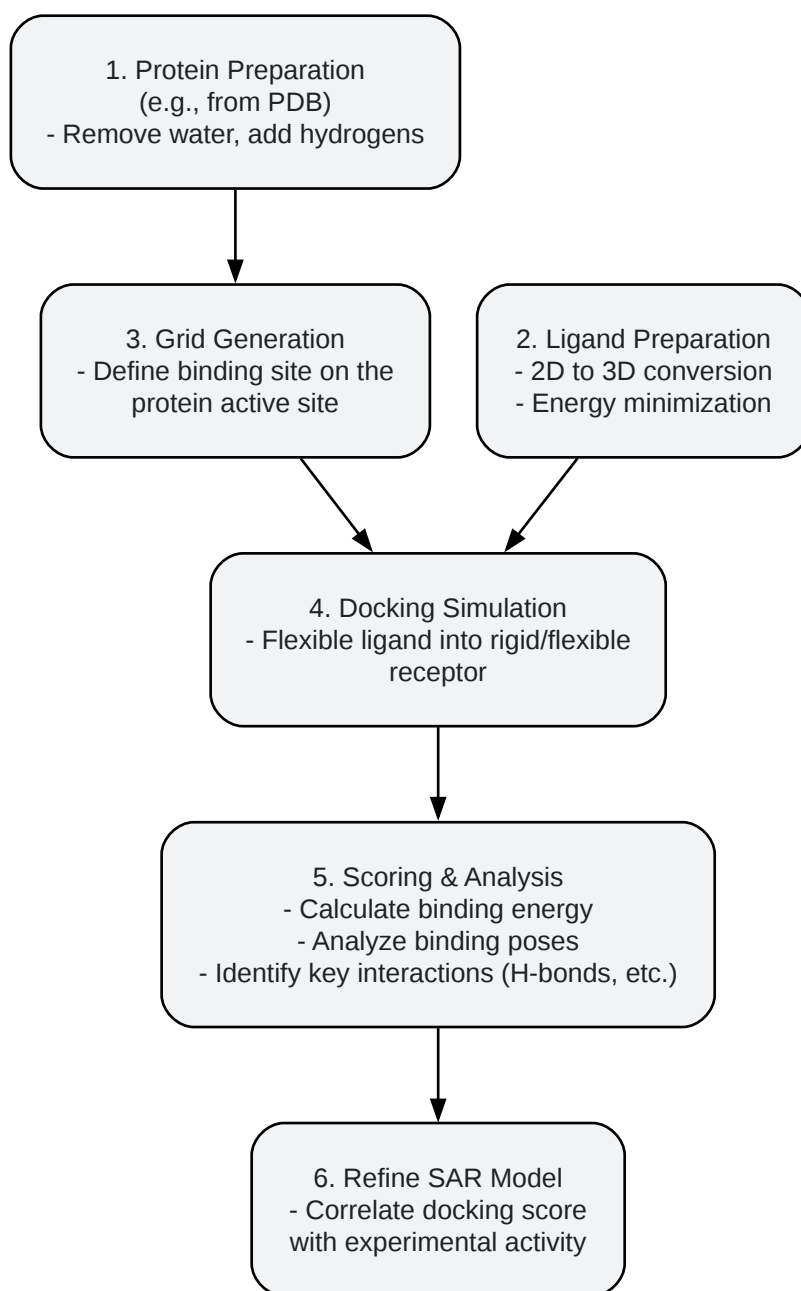 1. Protein Preparation
(e.g., from PDB)
- Remove water, add hydrogens
3. Grid Generation
- Define binding site on the
protein active site
2. Ligand Preparation
- 2D to 3D conversion
- Energy minimization
4. Docking Simulation
- Flexible ligand into rigid/flexible
receptor
5. Scoring & Analysis
- Calculate binding energy
- Analyze binding poses
- Identify key interactions (H-bonds, etc.)
6. Refine SAR Model
- Correlate docking score
with experimental activity